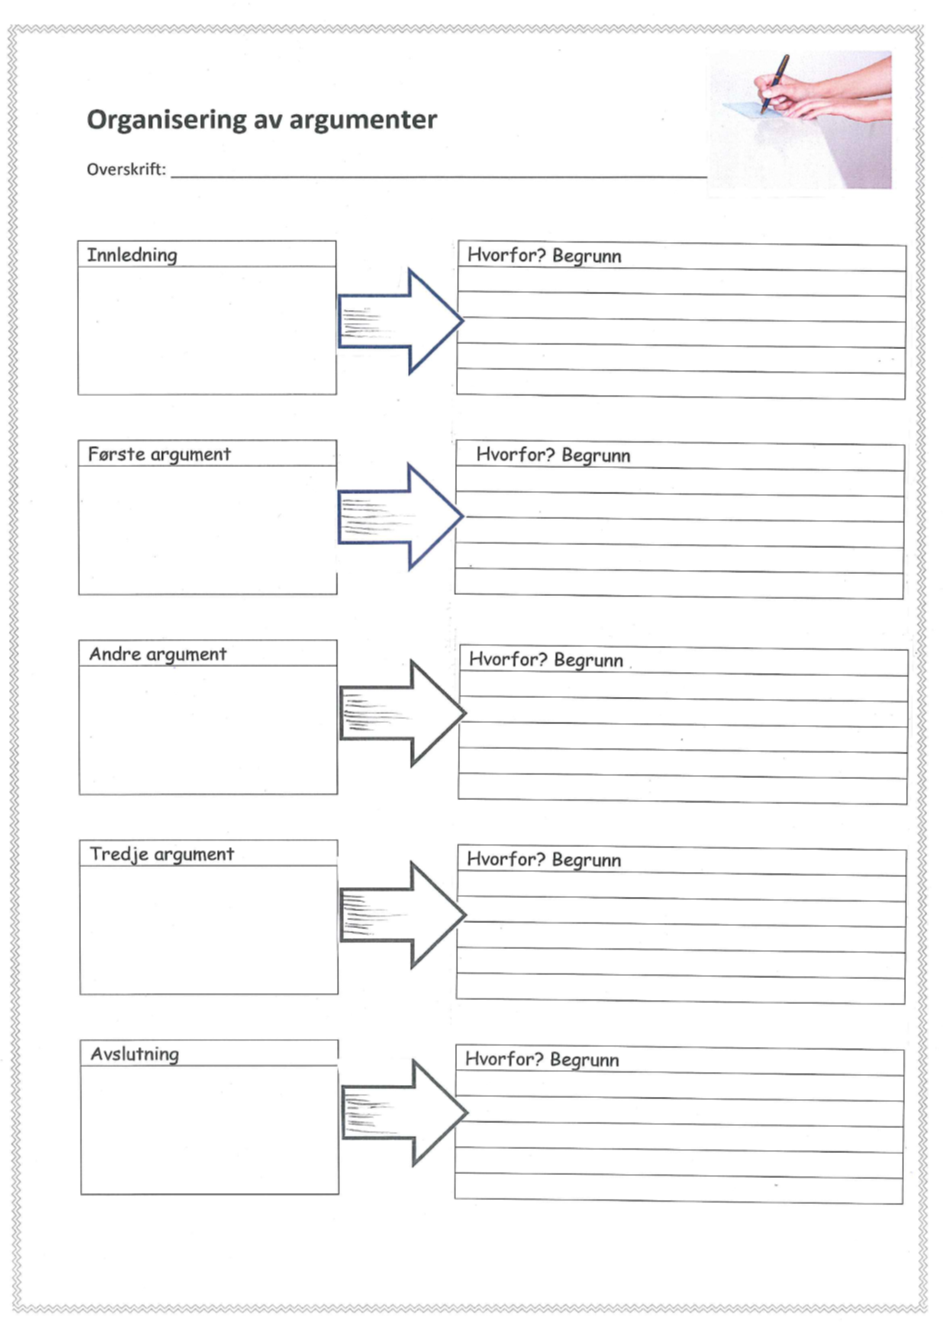 Organisering av argumenter
Overskrift:
Innledning
Hvorfor? Begrunn
Første argument
Hvorfor? Begrunn
Andre argument
Hvorfor? Begrunn
Tredje argument
Hvorfor? Begrunn
Avslutning
Hvorfor? Begrunn